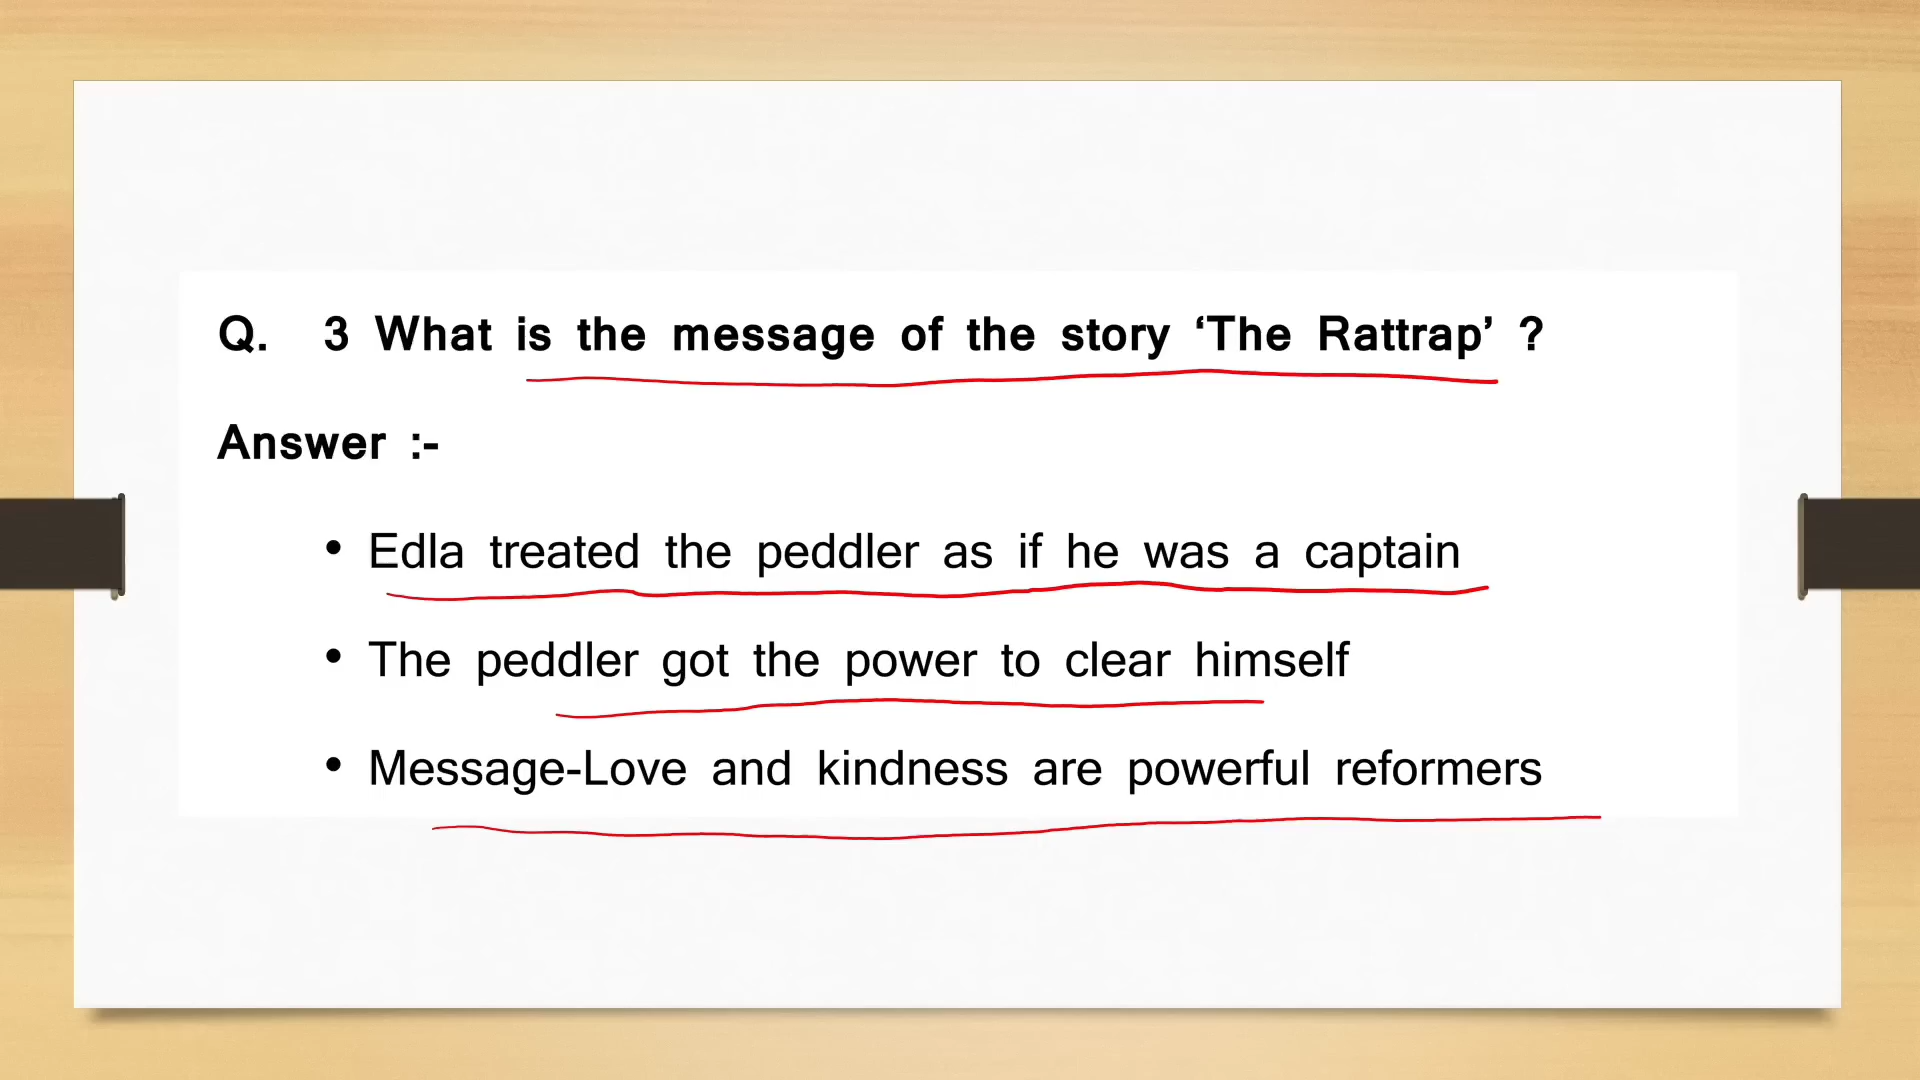 Q. 3 What is the message of the story ‘The Rattrap’ ?
Answer :-
• Edla treated the peddler as if he was a captain
• The peddler got the power to clear himself
• Message-Love and kindness are powerful reformers